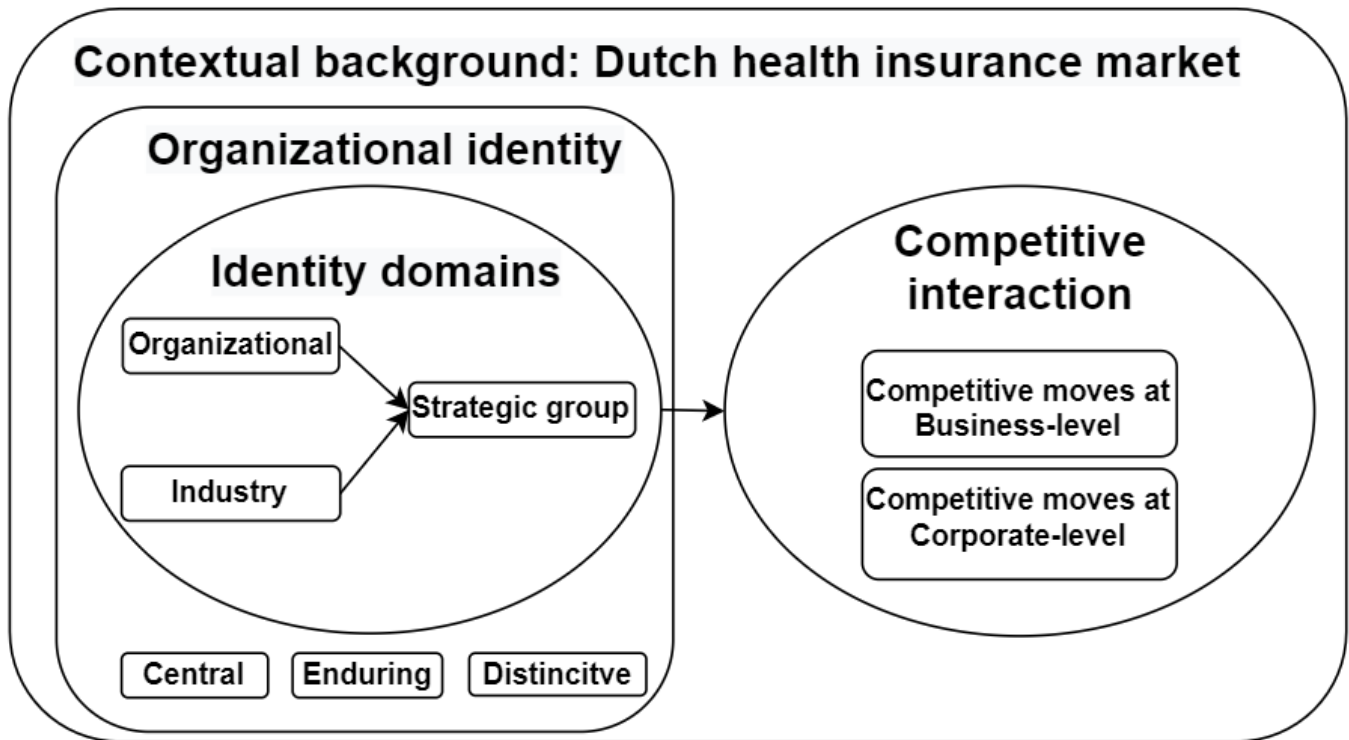 Contextual background: Dutch health insurance market
Organizational identity
Identity domains
Organizational
Industry
Strategic group
Central
Enduring
Distincitve
Competitive
interaction
Competitive moves at
Business-level
Competitive moves at
Corporate-level